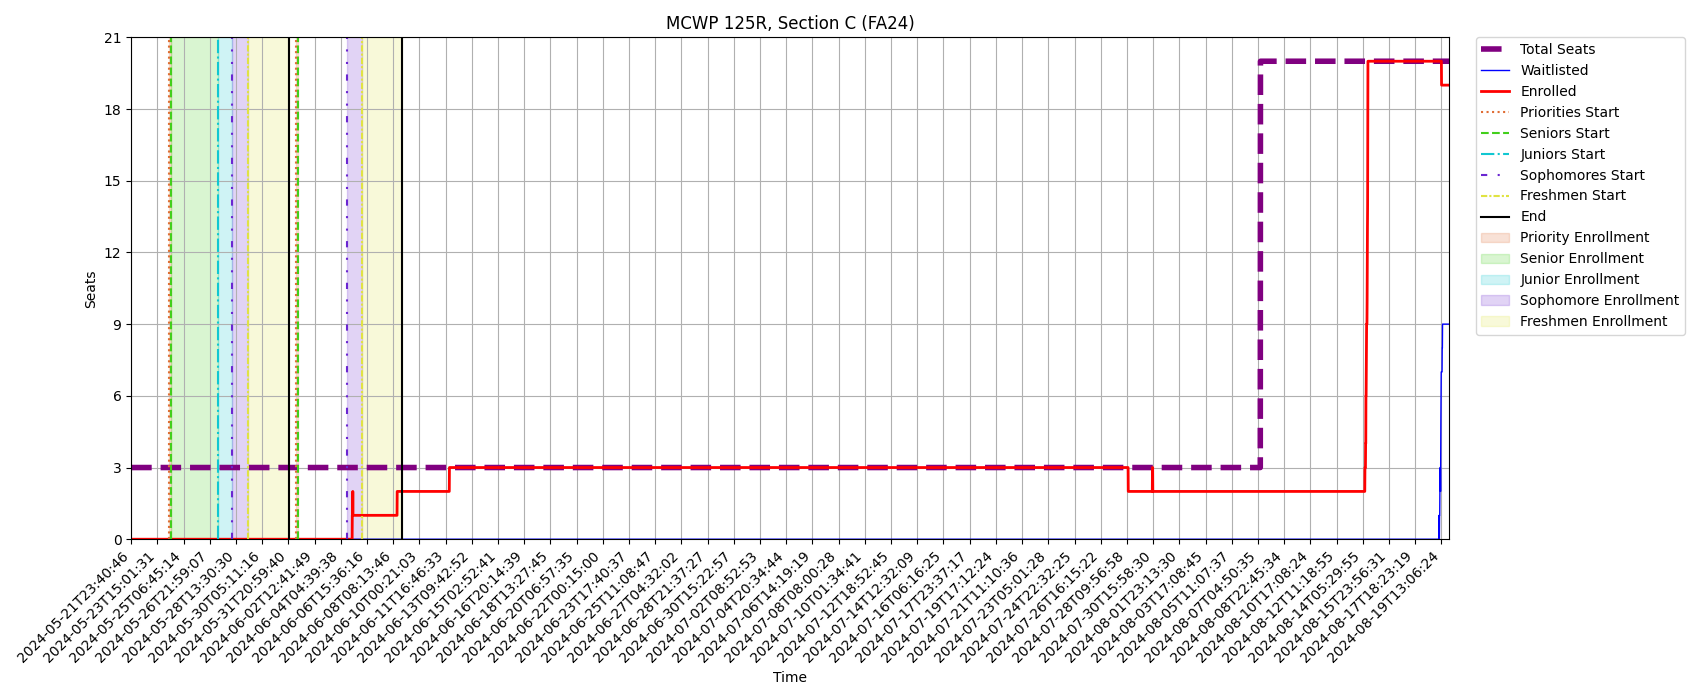 MCWP 125R, Section C (FA24)
Seats
21
18
15
12
9
6
3
0
Total Seats
Waitlisted
Enrolled
Priorities Start
Seniors Start
Juniors Start
Sophomores Start
Freshmen Start
End
Priority Enrollment
Senior Enrollment
Junior Enrollment
Sophomore Enrollment
Freshmen Enrollment
2024-05-21T23:40:46
2024-05-23T15:01:31
2024-05-25T06:45:14
2024-05-26T21:59:07
2024-05-28T13:30:30
2024-05-30T05:11:16
2024-05-31T20:59:40
2024-06-02T12:41:49
2024-06-04T04:39:38
2024-06-06T15:36:16
2024-06-08T08:13:46
2024-06-10T00:21:03
2024-06-11T16:46:33
2024-06-13T09:42:52
2024-06-15T02:52:41
2024-06-16T20:14:39
2024-06-18T13:27:45
2024-06-20T06:57:35
2024-06-22T00:15:00
2024-06-23T17:40:37
2024-06-25T11:08:47
2024-06-27T04:32:02
2024-06-28T21:37:27
2024-06-30T15:22:57
2024-07-02T08:52:53
2024-07-04T20:34:44
2024-07-06T14:19:19
2024-07-08T08:00:28
2024-07-10T01:34:41
2024-07-12T18:52:45
2024-07-14T12:32:09
2024-07-16T06:16:25
2024-07-17T23:37:17
2024-07-19T17:12:24
2024-07-21T11:10:36
2024-07-23T05:01:28
2024-07-24T22:32:25
2024-07-26T16:15:22
2024-07-28T09:56:58
2024-07-30T15:58:30
2024-08-01T23:13:30
2024-08-03T17:08:45
2024-08-05T11:07:37
2024-08-07T04:50:35
2024-08-08T22:45:34
2024-08-10T17:08:24
2024-08-12T11:18:55
2024-08-14T05:29:55
2024-08-15T23:56:31
2024-08-17T18:23:19
2024-08-19T13:06:24
Time